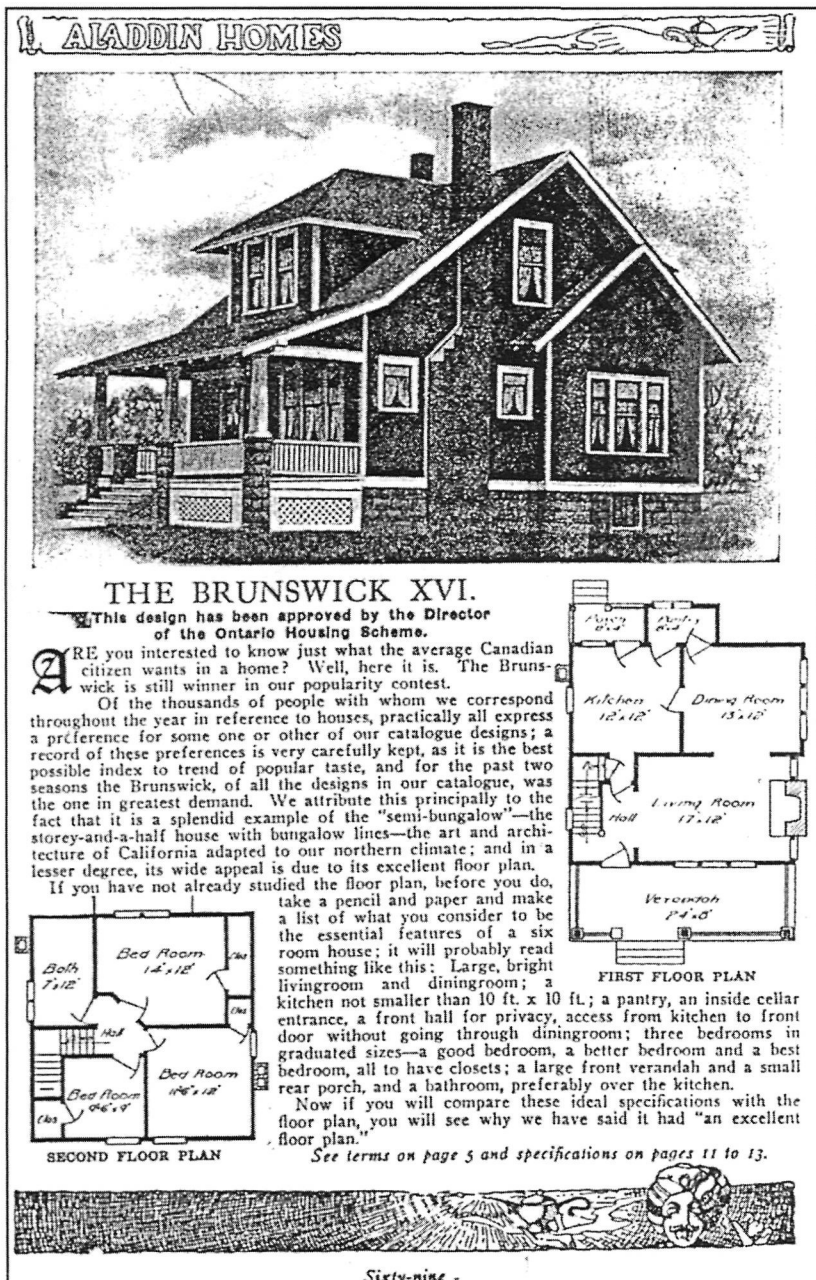 ALADDIN HOMES
THE BRUNSWICK XVI.
This design has been approved by the Director
of the Ontario Housing Scheme.
ARE you interested to know just what the average Canadian
citizen wants in a home? Well, here it is. The Bruns-
wick is still winner in our popularity contest.
Of the thousands of people with whom we correspond
throughout the year in reference to houses, practically all express
a preference for some one or other of our catalogue designs; a
record of these preferences is very carefully kept, as it is the best
possible index to trend of popular taste, and for the past two
seasons the Brunswick, of all the designs in our catalogue, was
the one in greatest demand. We attribute this principally to the
fact that it is a splendid example of the "semi-bungalow"—the
storey-and-a-half house with bungalow lines—the art and archi-
tecture of California adapted to our northern climate; and in a
lesser degree, its wide appeal is due to its excellent floor plan.
If you have not already studied the floor plan, before you do,
take a pencil and paper and make
a list of what you consider to be
the essential features of a six
room house; it will probably read
something like this: Large, bright
livingroom and diningroom; a
kitchen not smaller than 10 ft. x 10 ft.; a pantry, an inside cellar
entrance, a front hall for privacy, access from kitchen to front
door without going through diningroom; three bedrooms in
graduated sizes—a good bedroom, a better bedroom and a best
bedroom, all to have closets; a large front verandah and a small
rear porch, and a bathroom, preferably over the kitchen.
Now if you will compare these ideal specifications with the
floor plan, you will see why we have said it had "an excellent
floor plan."
See terms on page 5 and specifications on pages 11 to 13.
Porch
8'x4'
Pantry
Kitchen
12'x12'
Dining Room
13'x12'
Hall
Living Room
17'x12'
Verandah
24'x8'
FIRST FLOOR PLAN
Bath
7'x12'
Bed Room
14'x12'
Clos
Clos
Hall
Bed Room
Bed Room
Clos
SECOND FLOOR PLAN
Sixty-nine